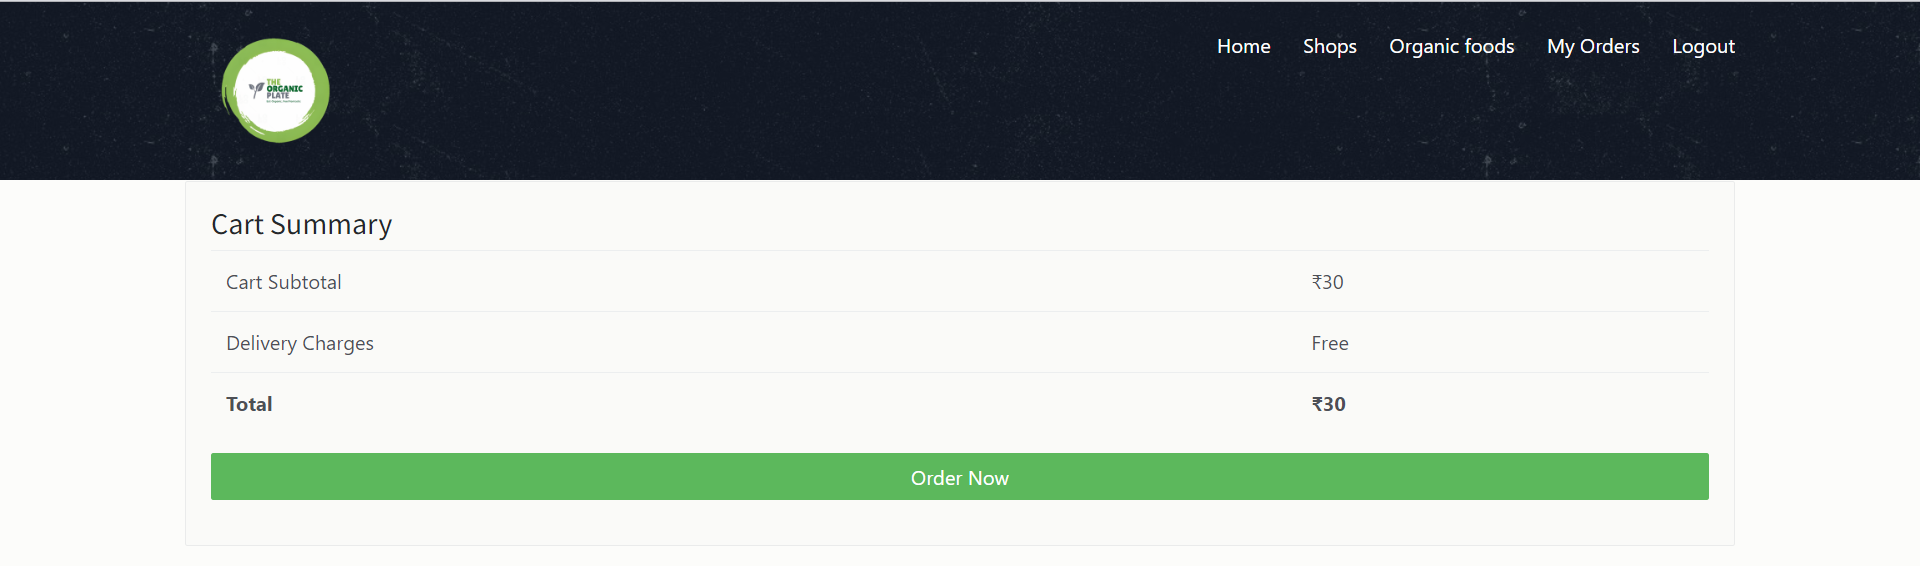 THE
ORGANIC
PLATE
Home Shops Organic foods My Orders Logout
Cart Summary
Cart Subtotal ₹30
Delivery Charges Free
Total ₹30
Order Now